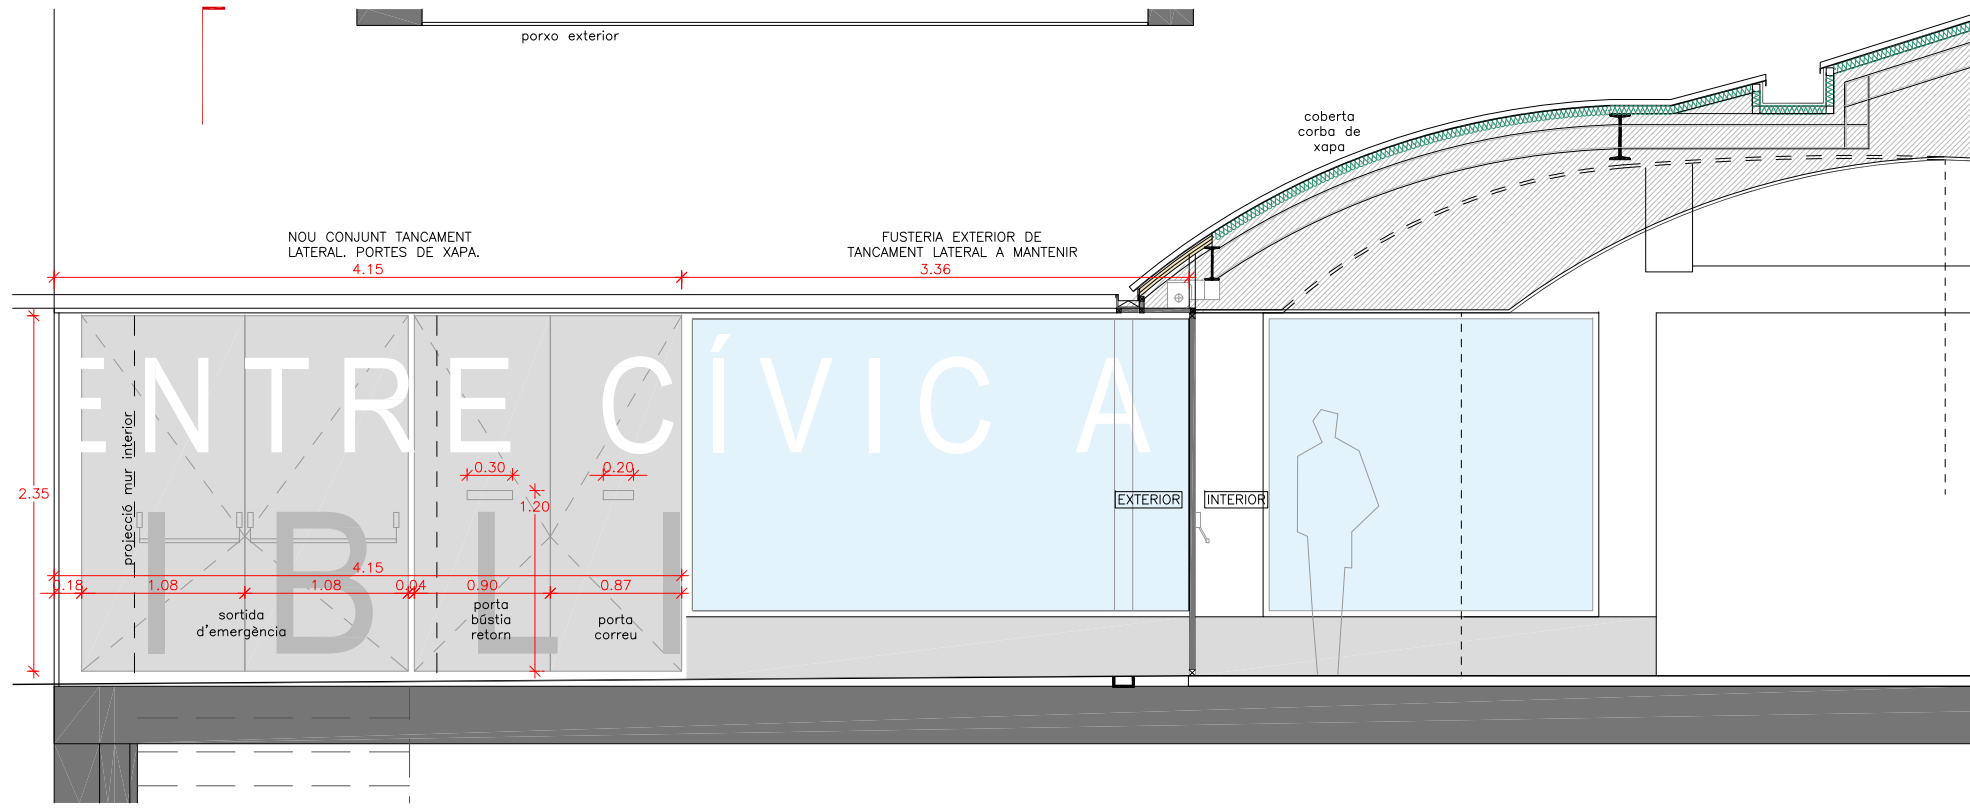 porxo exterior
coberta
corba de
xapa
NOU CONJUNT TANCAMENT
LATERAL. PORTES DE XAPA.
4.15
FUSTERIA EXTERIOR DE
TANCAMENT LATERAL A MANTENIR
3.36
ENTRE CÍVIC A
projecció mur interior
0.30
0.20
2.35
1.20
EXTERIOR
INTERIOR
IBLI
4.15
0.18
1.08
1.08
0.04
0.90
0.87
sortida
d'emergència
porta
bústia
retorn
porta
correu